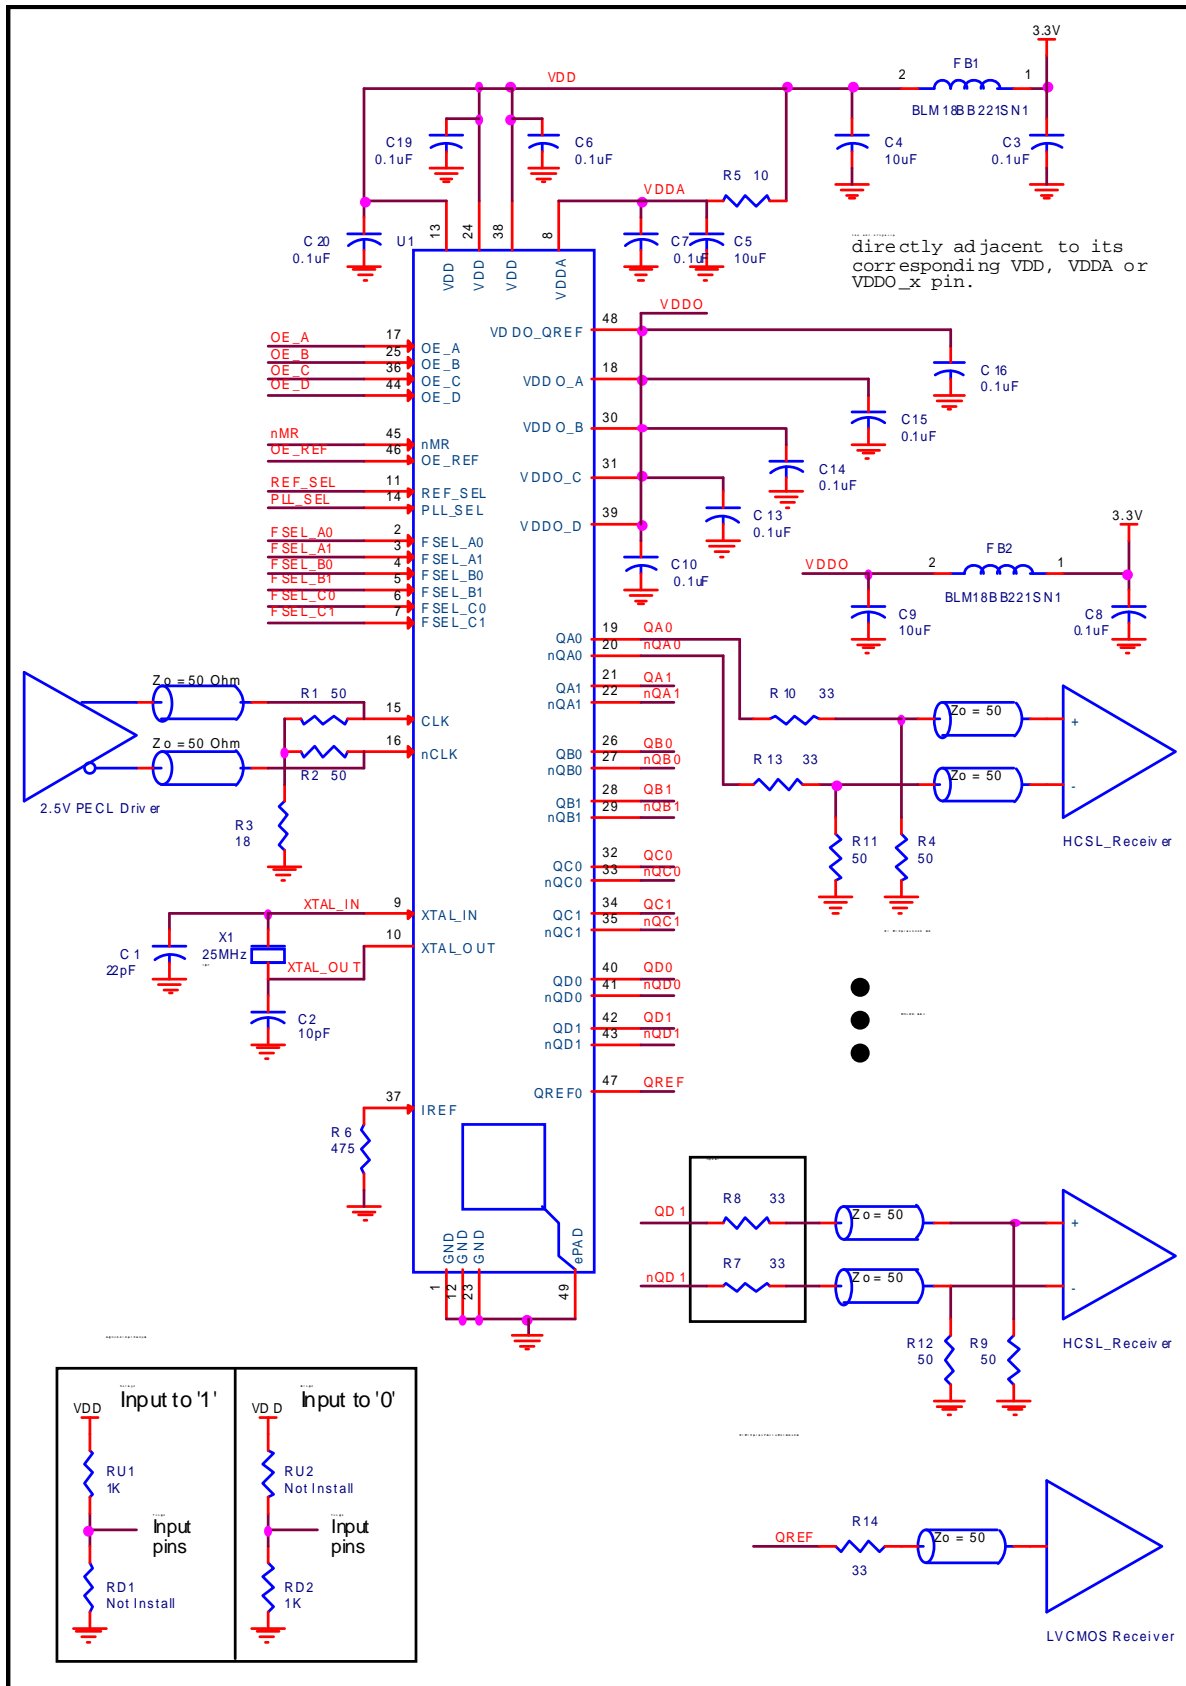 3.3V
VDD
2
FB1
1
BLM18BB221SN1
C19
0.1uF
C6
0.1uF
C4
10uF
C3
0.1uF
R5 10
VDDA
C20
0.1uF
U1
13
24
38
8
C7
0.1uF
C5
10uF
VDD
VDD
VDD
VDDA
directly adjacent to its
corresponding VDD, VDDA or
VDDO_x pin.
VDDO
48
VDDO_QREF
C16
0.1uF
18
VDDO_A
C15
0.1uF
30
VDDO_B
C14
0.1uF
31
VDDO_C
C13
0.1uF
39
VDDO_D
C10
0.1uF
OE_A 17 OE_A
OE_B 25 OE_B
OE_C 36 OE_C
OE_D 44 OE_D
nMR 45 nMR
OE_REF 46 OE_REF
REF_SEL 11 REF_SEL
PLL_SEL 14 PLL_SEL
FSEL_A0 2 FSEL_A0
FSEL_A1 3 FSEL_A1
FSEL_B0 4 FSEL_B0
FSEL_B1 5 FSEL_B1
FSEL_C0 6 FSEL_C0
FSEL_C1 7 FSEL_C1
3.3V
VDDO
2
FB2
1
BLM18BB221SN1
C9
10uF
C8
0.1uF
QA0 19 QA0
nQA0 20 nQA0
QA1 21 QA1
nQA1 22 nQA1
QB0 26 QB0
nQB0 27 nQB0
QB1 28 QB1
nQB1 29 nQB1
QC0 32 QC0
nQC0 33 nQC0
QC1 34 QC1
nQC1 35 nQC1
QD0 40 QD0
nQD0 41 nQD0
QD1 42 QD1
nQD1 43 nQD1
QREF0 47 QREF
Zo = 50 Ohm
R1 50
15 CLK
Zo = 50 Ohm
16 nCLK
R2 50
2.5V PECL Driver
R3
18
R10 33
Zo = 50
+
R13 33
Zo = 50
-
R11
50
R4
50
HCSL_Receiver
XTAL_IN 9 XTAL_IN
10 XTAL_OUT
XTAL_OUT
C1
22pF
X1
25MHz
C2
10pF
37 IREF
R6
475
GND
GND
GND
ePAD
1
12
23
49
QD1
R8 33
Zo = 50
+
nQD1
R7 33
Zo = 50
-
R12
50
R9
50
HCSL_Receiver
Input to '1'
VDD
RU1
1K
Input
pins
RD1
Not Install
Input to '0'
VDD
RU2
Not Install
Input
pins
RD2
1K
QREF
R14
33
Zo = 50
LVCMOS Receiver